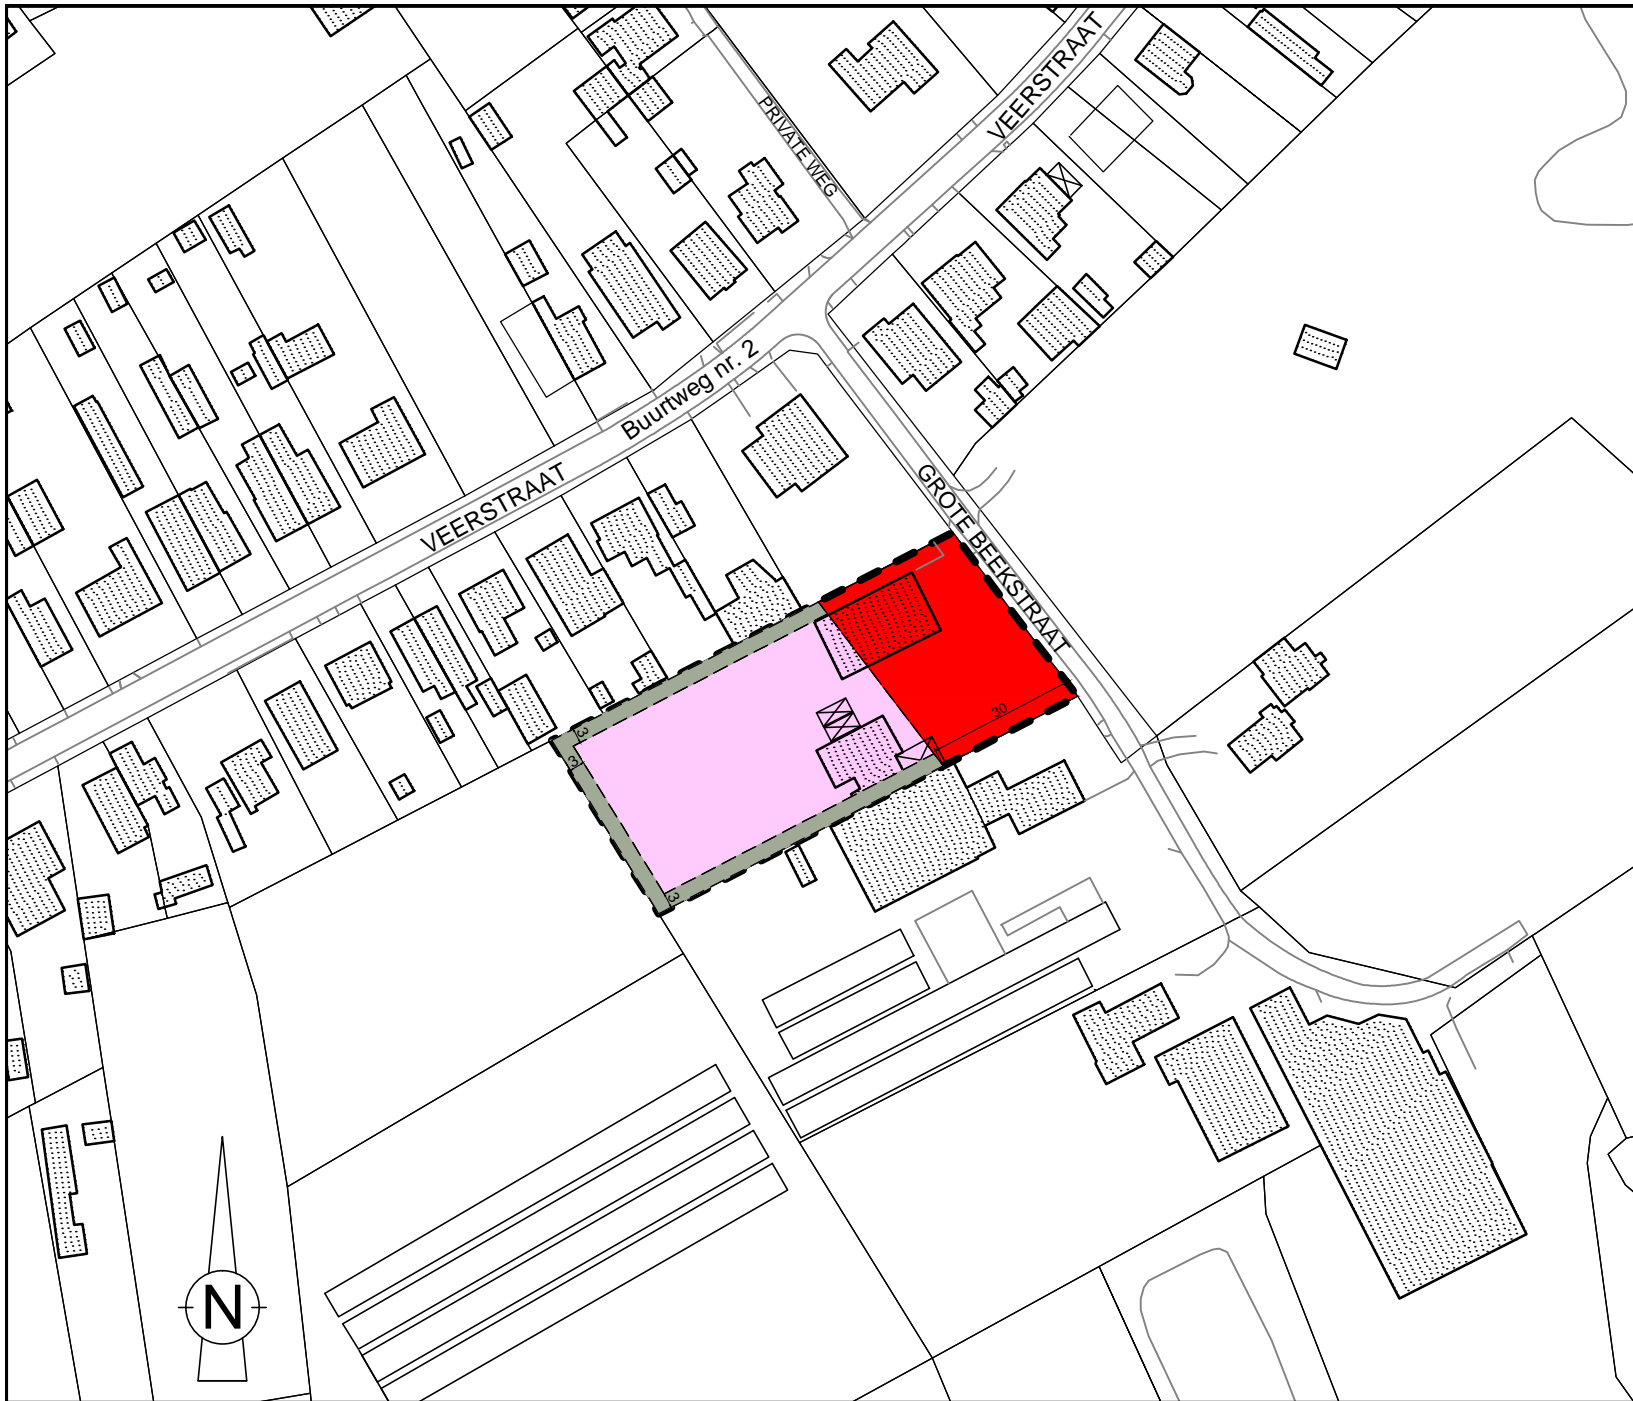 VEERSTRAAT
PRIVATE WEG
Buurtweg nr. 2
VEERSTRAAT
GROTE BEEKSTRAAT
30
3
3
3
N